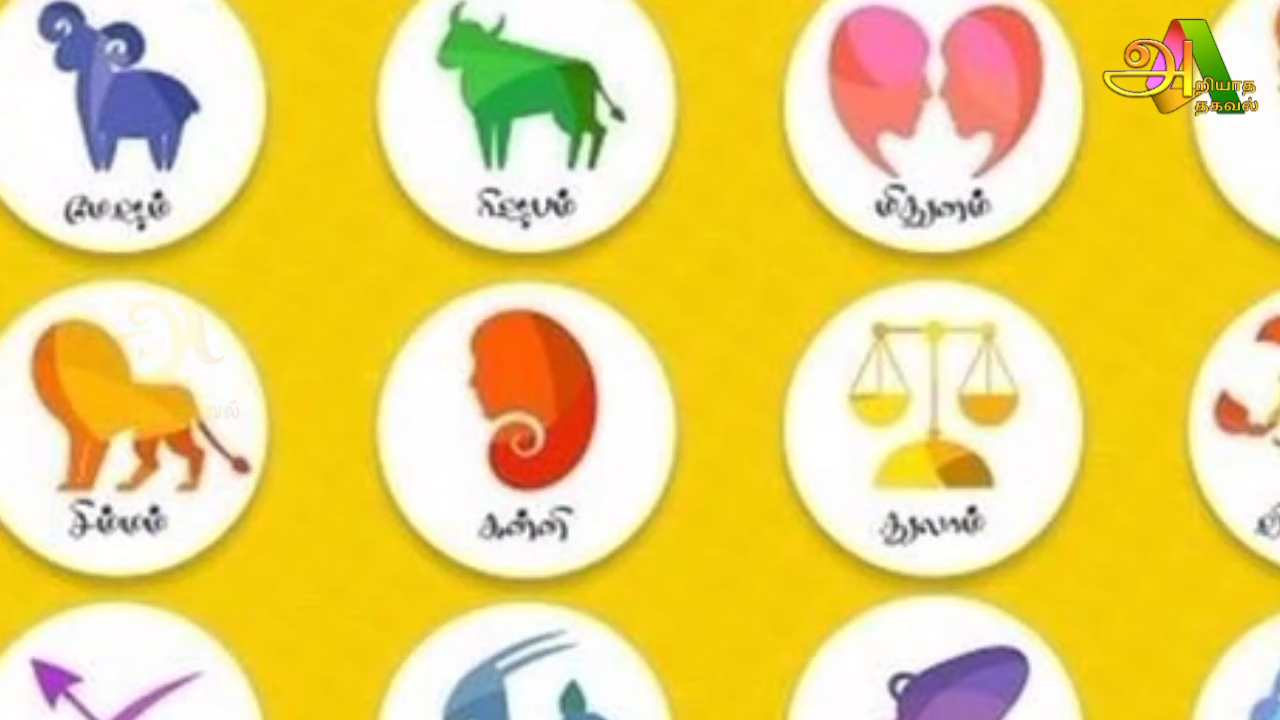 அறியாத
தகவல்
மேஷம்
ரிஷபம்
மிதுனம்
சிம்மம்
கன்னி
துலாம்